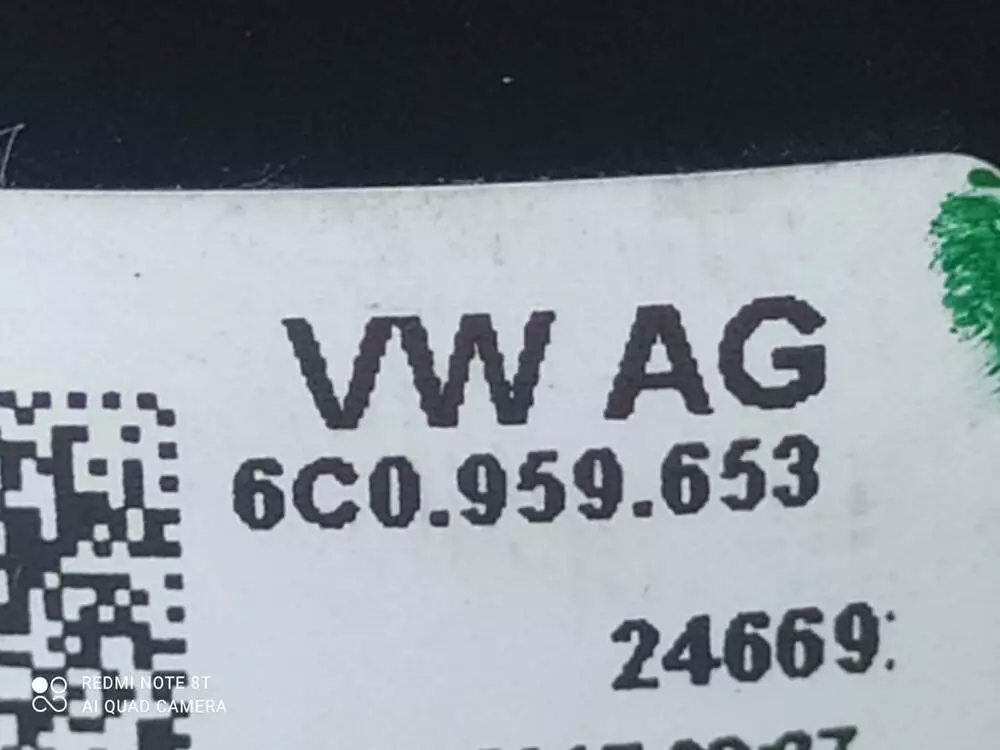 VW AG
6C0.959.653
24669
REDMI NOTE 8T
AI QUAD CAMERA